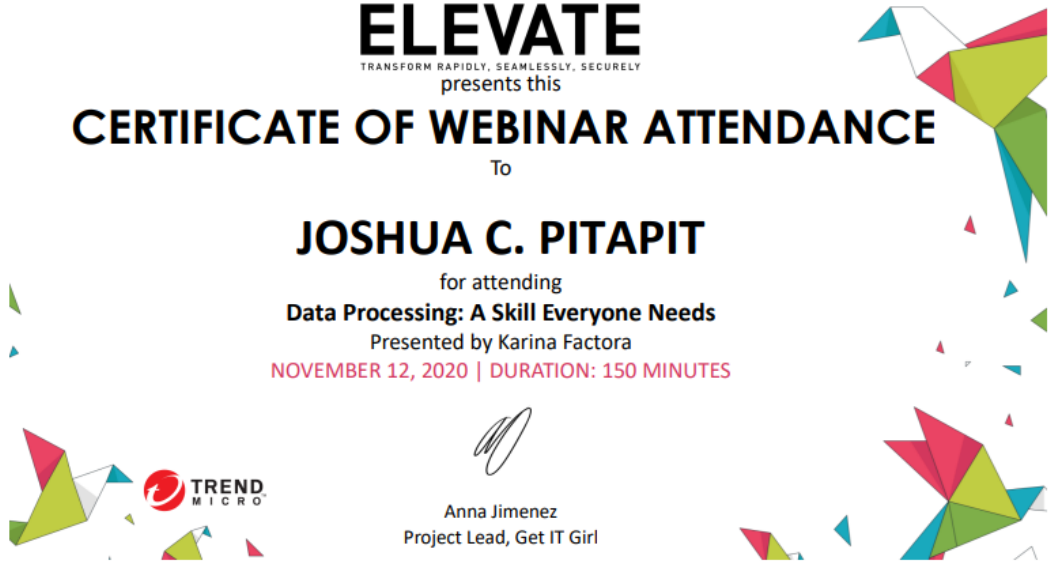 ELEVATE
TRANSFORM RAPIDLY, SEAMLESSLY, SECURELY
presents this
CERTIFICATE OF WEBINAR ATTENDANCE
To
JOSHUA C. PITAPIT
for attending
Data Processing: A Skill Everyone Needs
Presented by Karina Factora
NOVEMBER 12, 2020 | DURATION: 150 MINUTES
TREND
MICRO™
Anna Jimenez
Project Lead, Get IT Girl